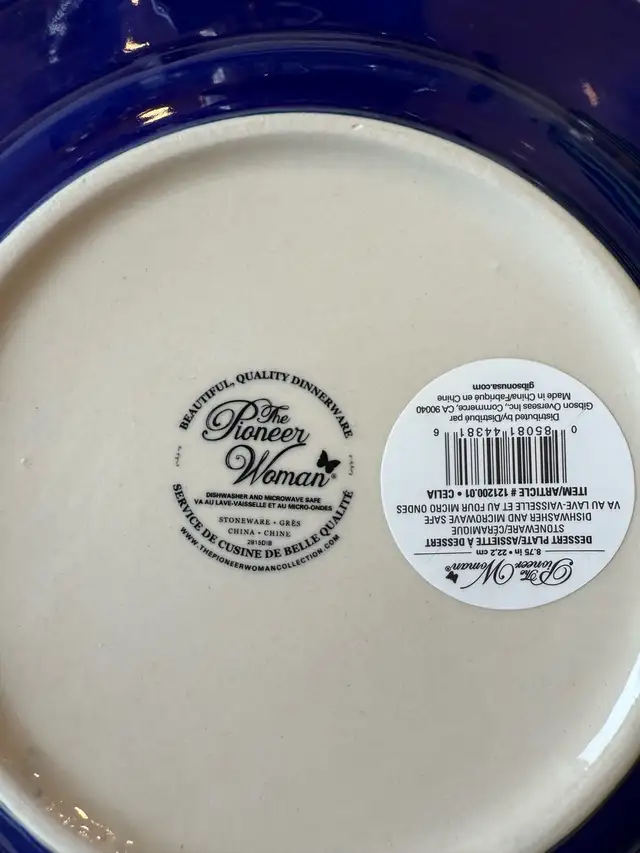 BEAUTIFUL, QUALITY DINNERWARE
The
Pioneer
Woman®
DISHWASHER AND MICROWAVE SAFE
VA AU LAVE-VAISSELLE ET AU MICRO-ONDES
STONEWARE • GRÈS
CHINA • CHINE
2915DIB
SERVICE DE CUSINE DE BELLE QUALITÉ
WWW.THEPIONEERWOMANCOLLECTION.COM
The
Pioneer Woman®
8.75 in • 22.2 cm
DESSERT PLATE/ASSIETTE À DESSERT
STONEWARE/CÉRAMIQUE
DISHWASHER AND MICROWAVE SAFE
VA AU LAVE-VAISSELLE ET AU FOUR MICRO ONDES
ITEM/ARTICLE # 121200.01 • CELIA
0 85081 44381 6
Distributed by/Distribué par
Gibson Overseas Inc., Commerce, CA 90040
Made in China/Fabriqué en Chine
gibsonusa.com